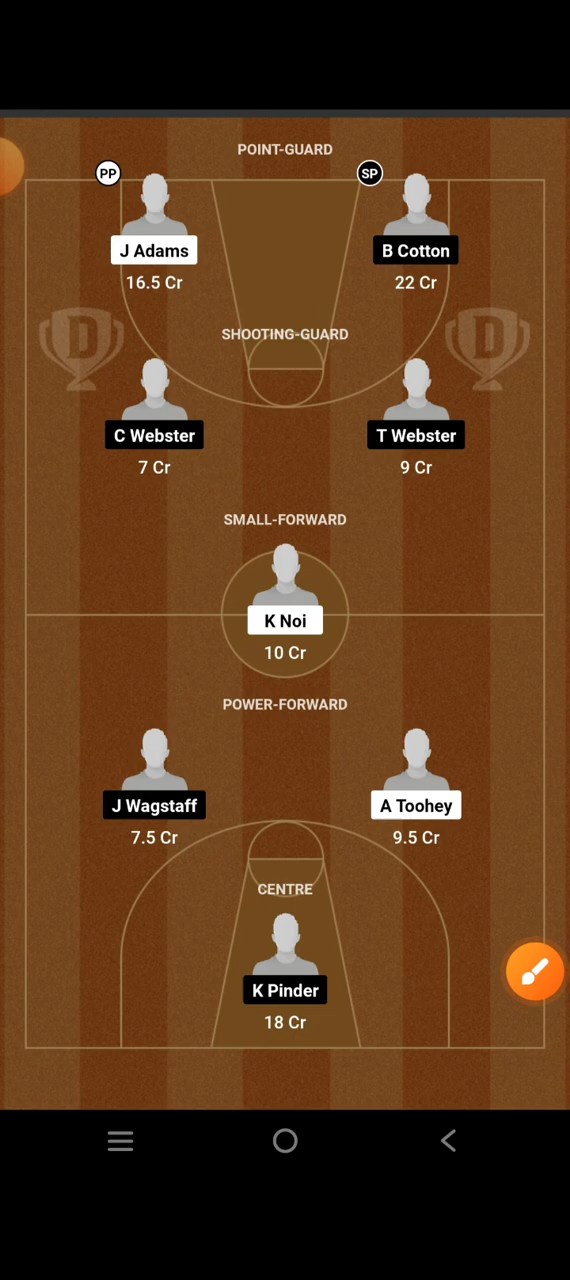 POINT-GUARD
PP
SP
J Adams
B Cotton
16.5 Cr
22 Cr
SHOOTING-GUARD
D
D
C Webster
T Webster
7 Cr
9 Cr
SMALL-FORWARD
K Noi
10 Cr
POWER-FORWARD
J Wagstaff
A Toohey
7.5 Cr
9.5 Cr
CENTRE
K Pinder
18 Cr